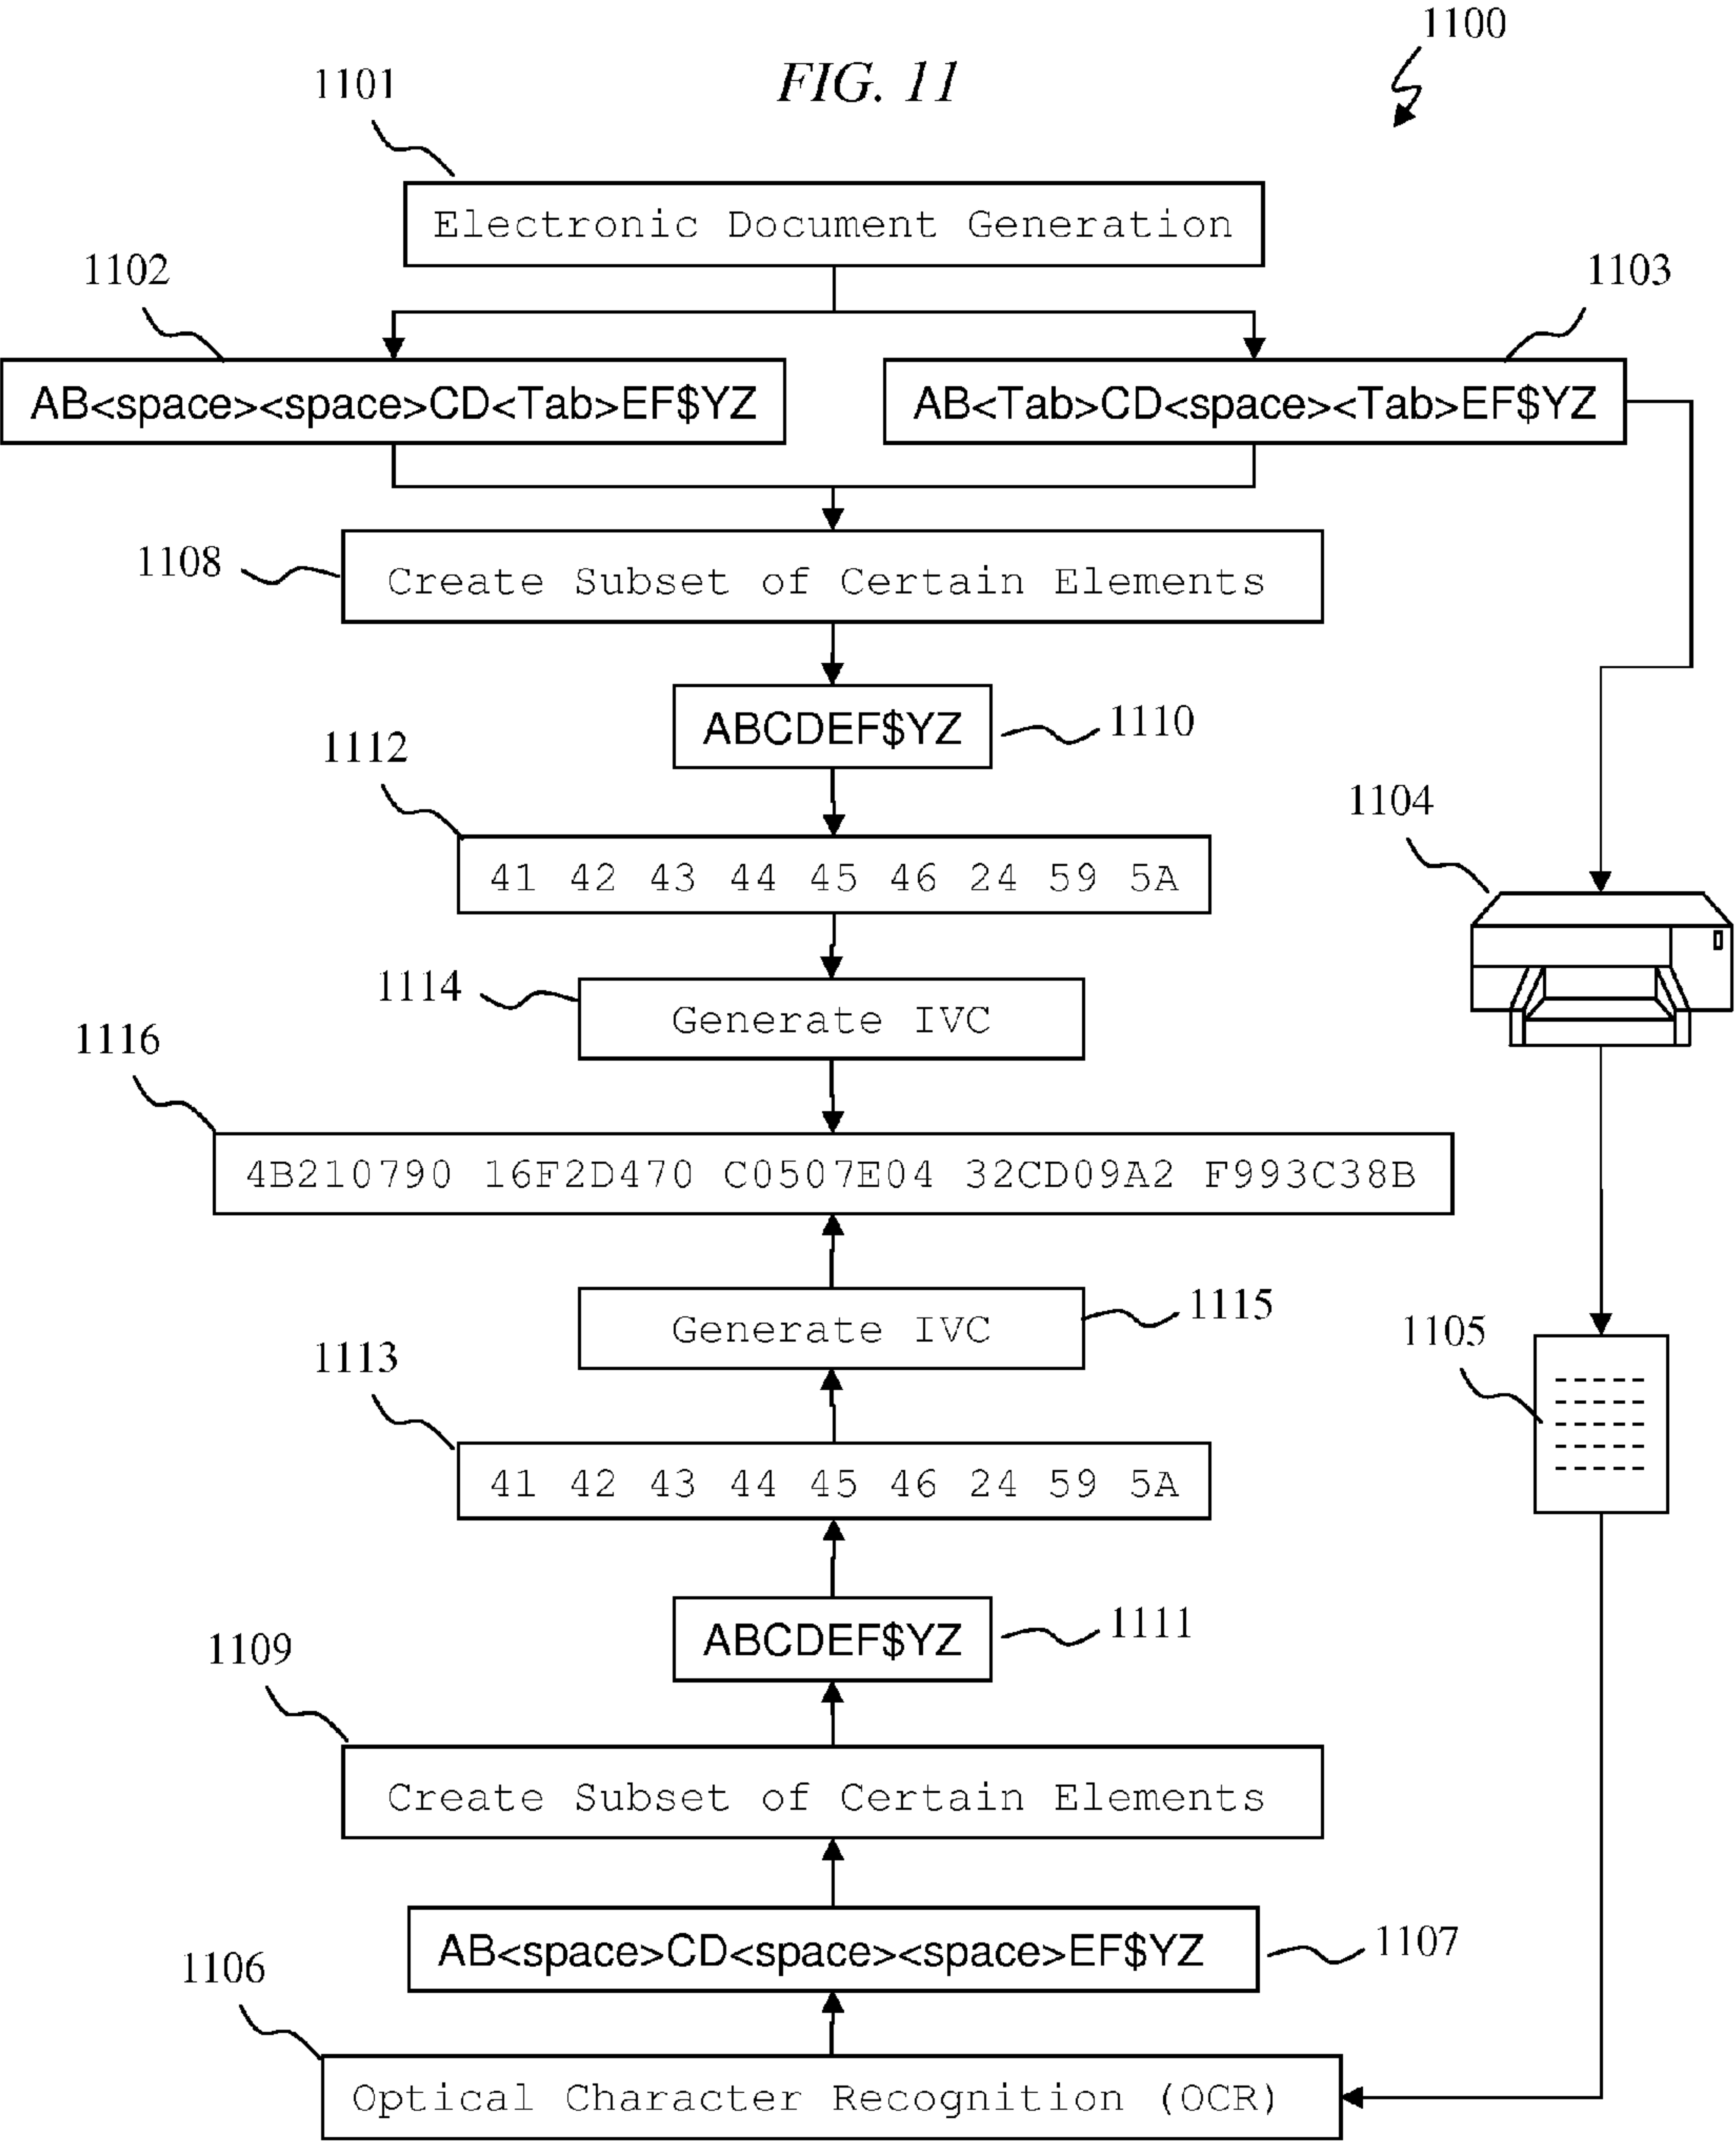 1100
FIG. 11
1101
Electronic Document Generation
1102
1103
AB<space><space>CD<Tab>EF$YZ
AB<Tab>CD<space><Tab>EF$YZ
1108
Create Subset of Certain Elements
ABCDEF$YZ
1110
1112
41 42 43 44 45 46 24 59 5A
1104
1114
Generate IVC
1116
4B210790 16F2D470 C0507E04 32CD09A2 F993C38B
Generate IVC
1115
1105
1113
41 42 43 44 45 46 24 59 5A
ABCDEF$YZ
1111
1109
Create Subset of Certain Elements
AB<space>CD<space><space>EF$YZ
1107
1106
Optical Character Recognition (OCR)